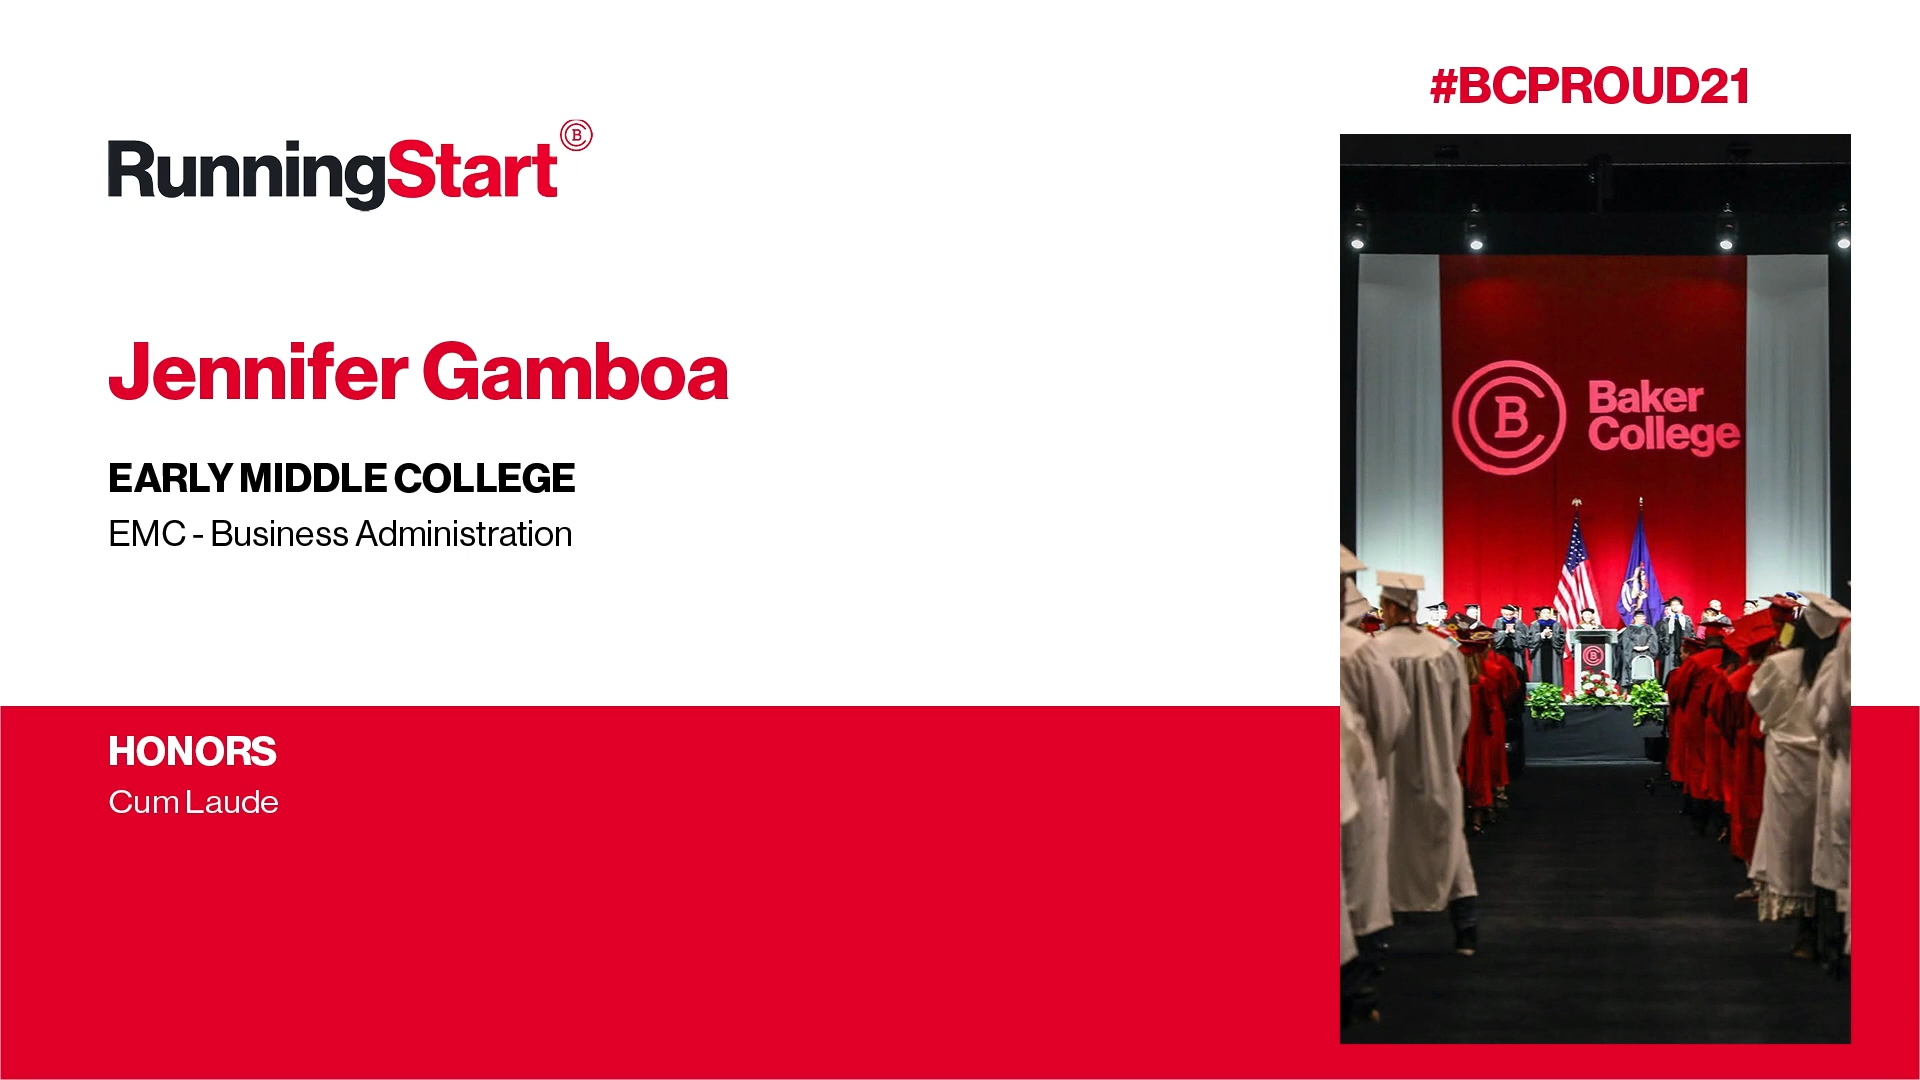 #BCPROUD21
RunningStart
B
Jennifer Gamboa
EARLY MIDDLE COLLEGE
EMC - Business Administration
HONORS
Cum Laude
B
Baker
College
B